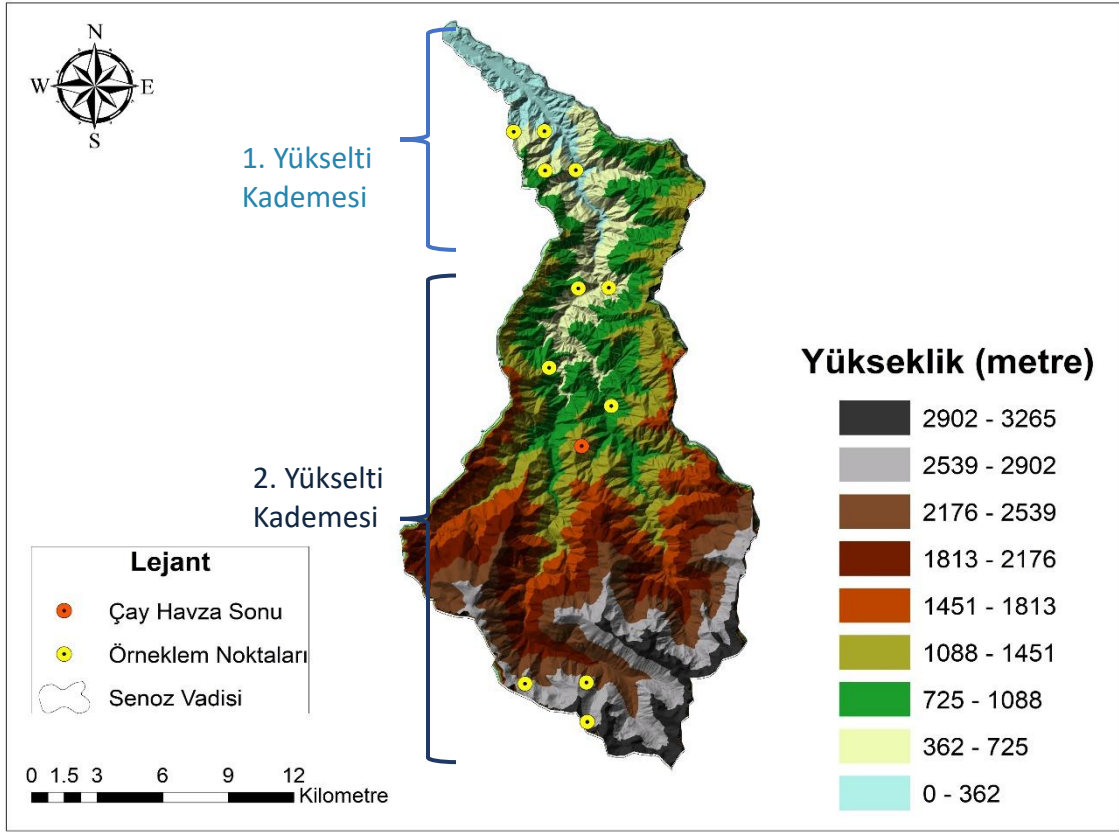 N
W E
S
1. Yükselti
Kademesi
2. Yükselti
Kademesi
Yükseklik (metre)
2902 - 3265
2539 - 2902
2176 - 2539
1813 - 2176
1451 - 1813
1088 - 1451
725 - 1088
362 - 725
0 - 362
Lejant
Çay Havza Sonu
Örneklem Noktaları
Senoz Vadisi
0 1.5 3 6 9 12
Kilometre